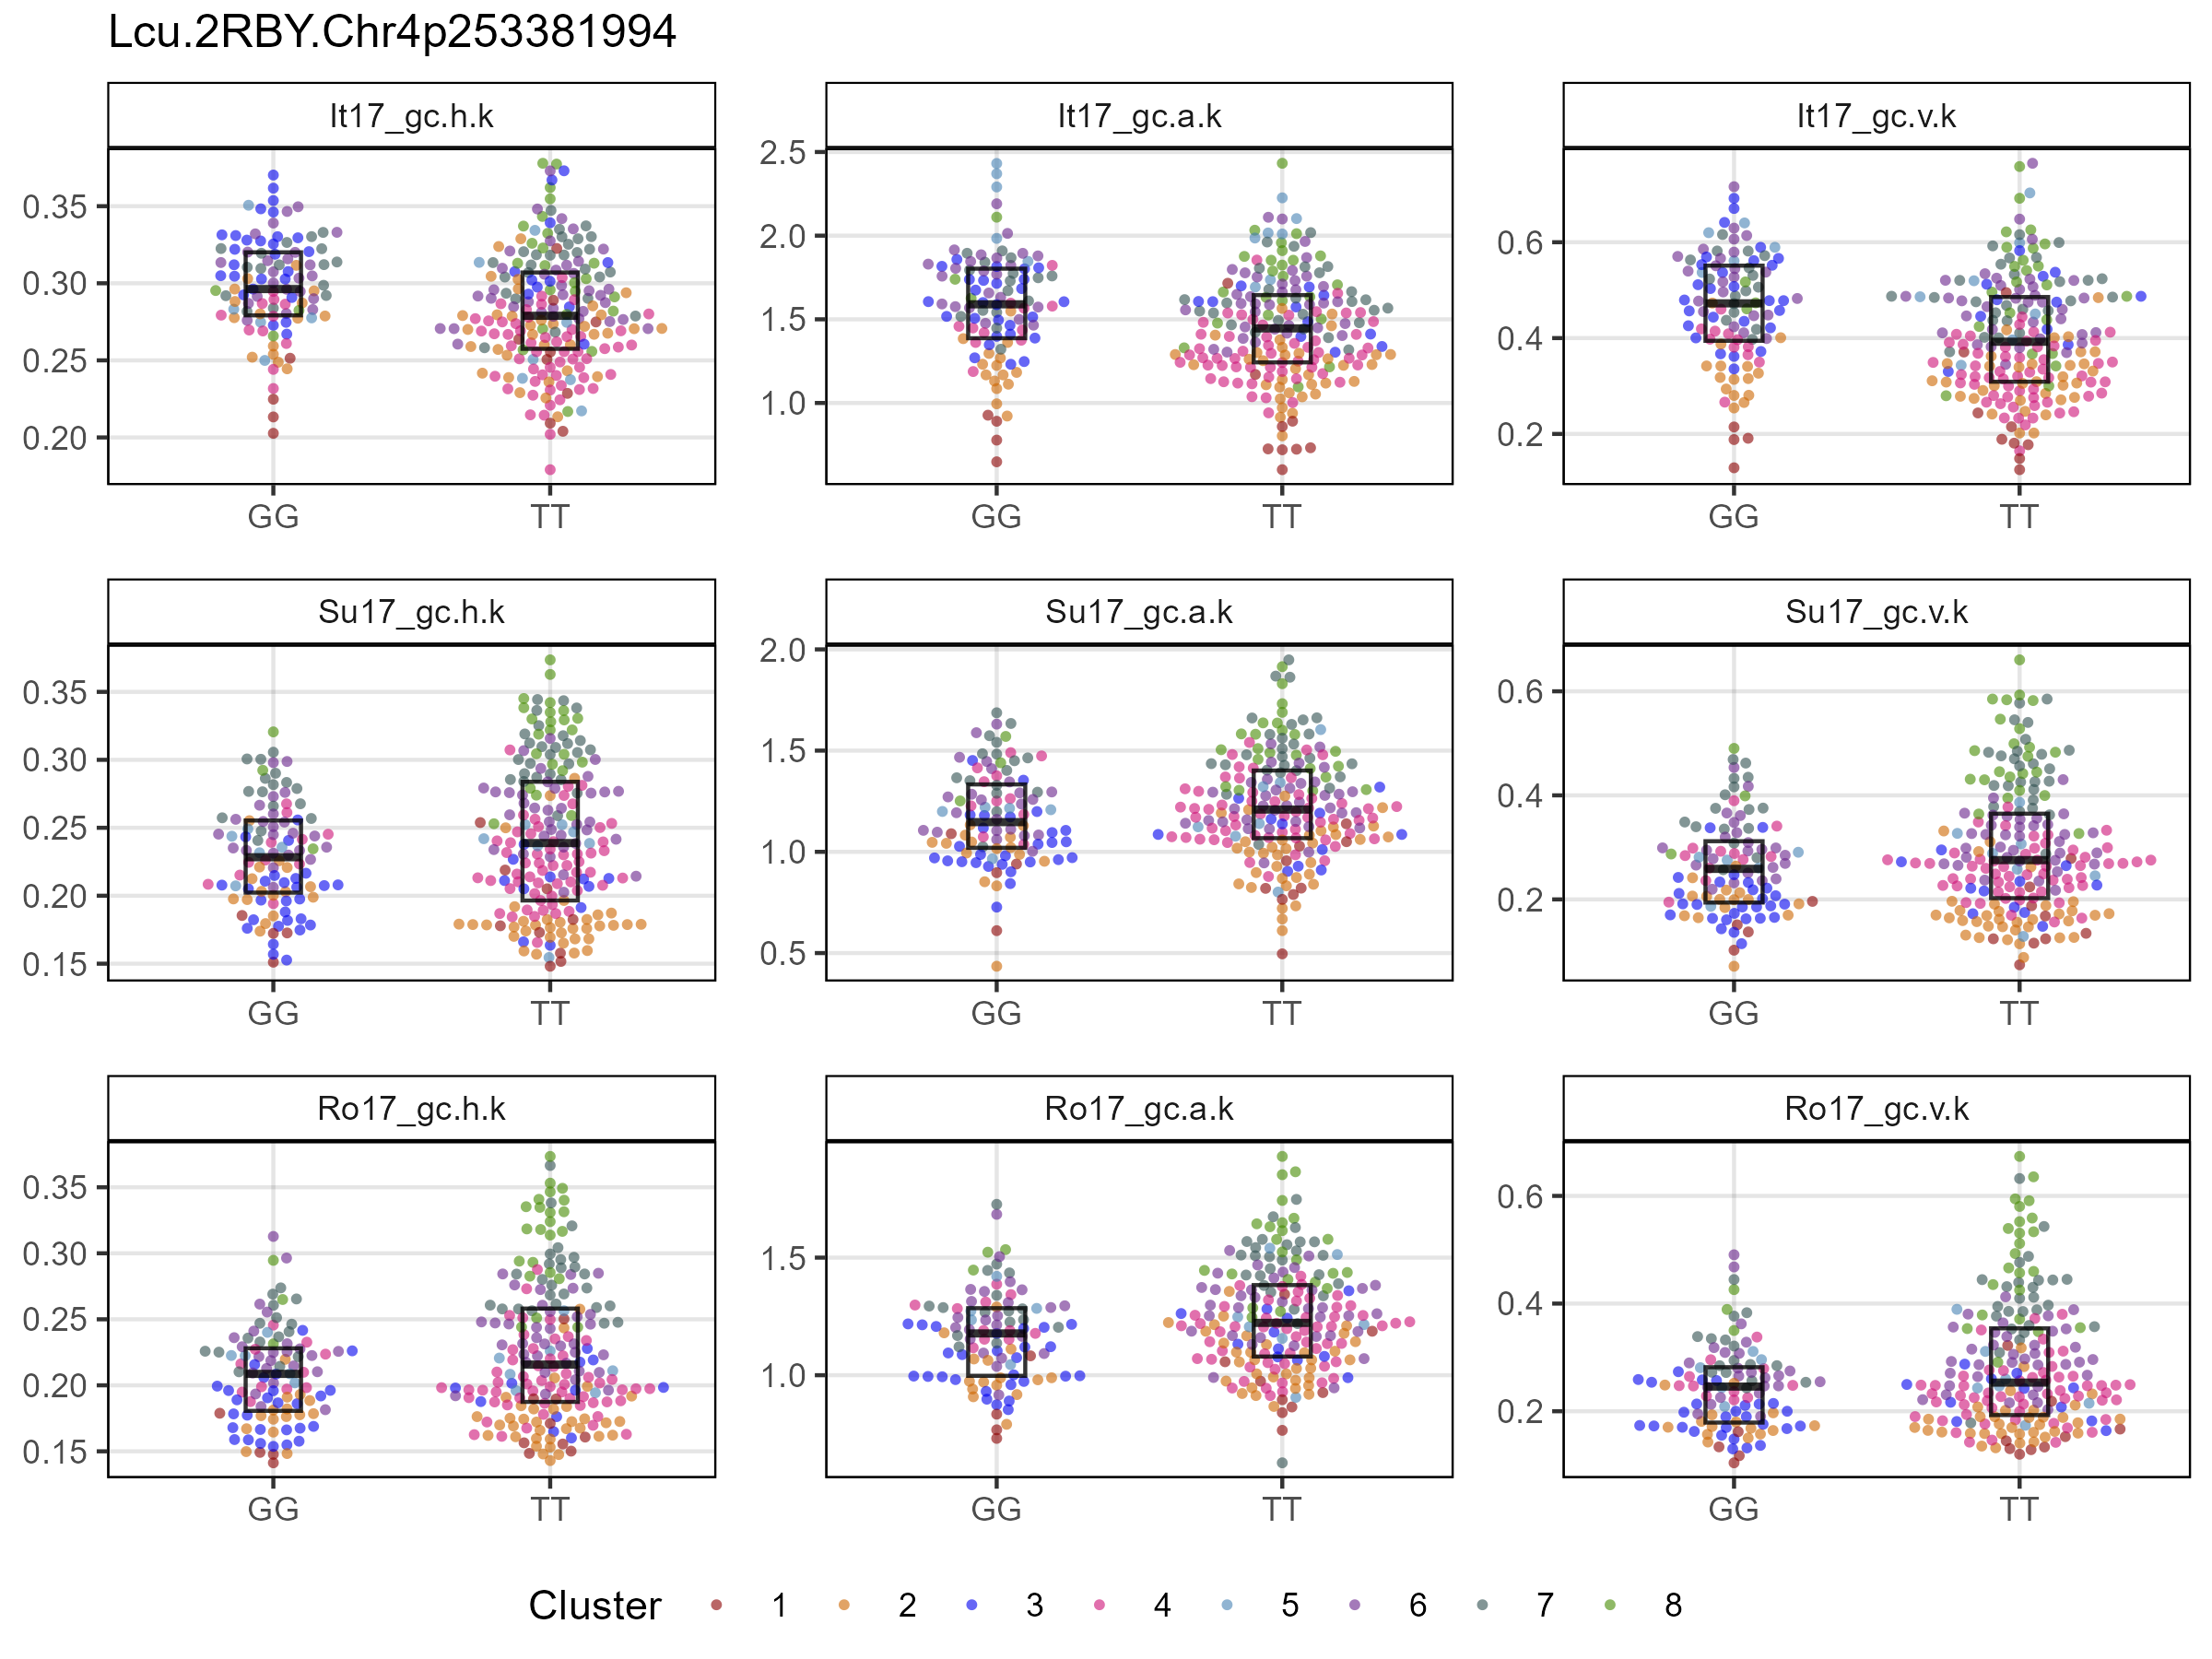 Lcu.2RBY.Chr4p253381994
It17_gc.h.k
It17_gc.a.k
It17_gc.v.k
0.35
0.30
0.25
0.20
GG
TT
2.5
2.0
1.5
1.0
GG
TT
0.6
0.4
0.2
GG
TT
Su17_gc.h.k
Su17_gc.a.k
Su17_gc.v.k
0.35
0.30
0.25
0.20
0.15
GG
TT
2.0
1.5
1.0
0.5
GG
TT
0.6
0.4
0.2
GG
TT
Ro17_gc.h.k
Ro17_gc.a.k
Ro17_gc.v.k
0.35
0.30
0.25
0.20
0.15
GG
TT
1.5
1.0
GG
TT
0.6
0.4
0.2
GG
TT
Cluster 1 2 3 4 5 6 7 8